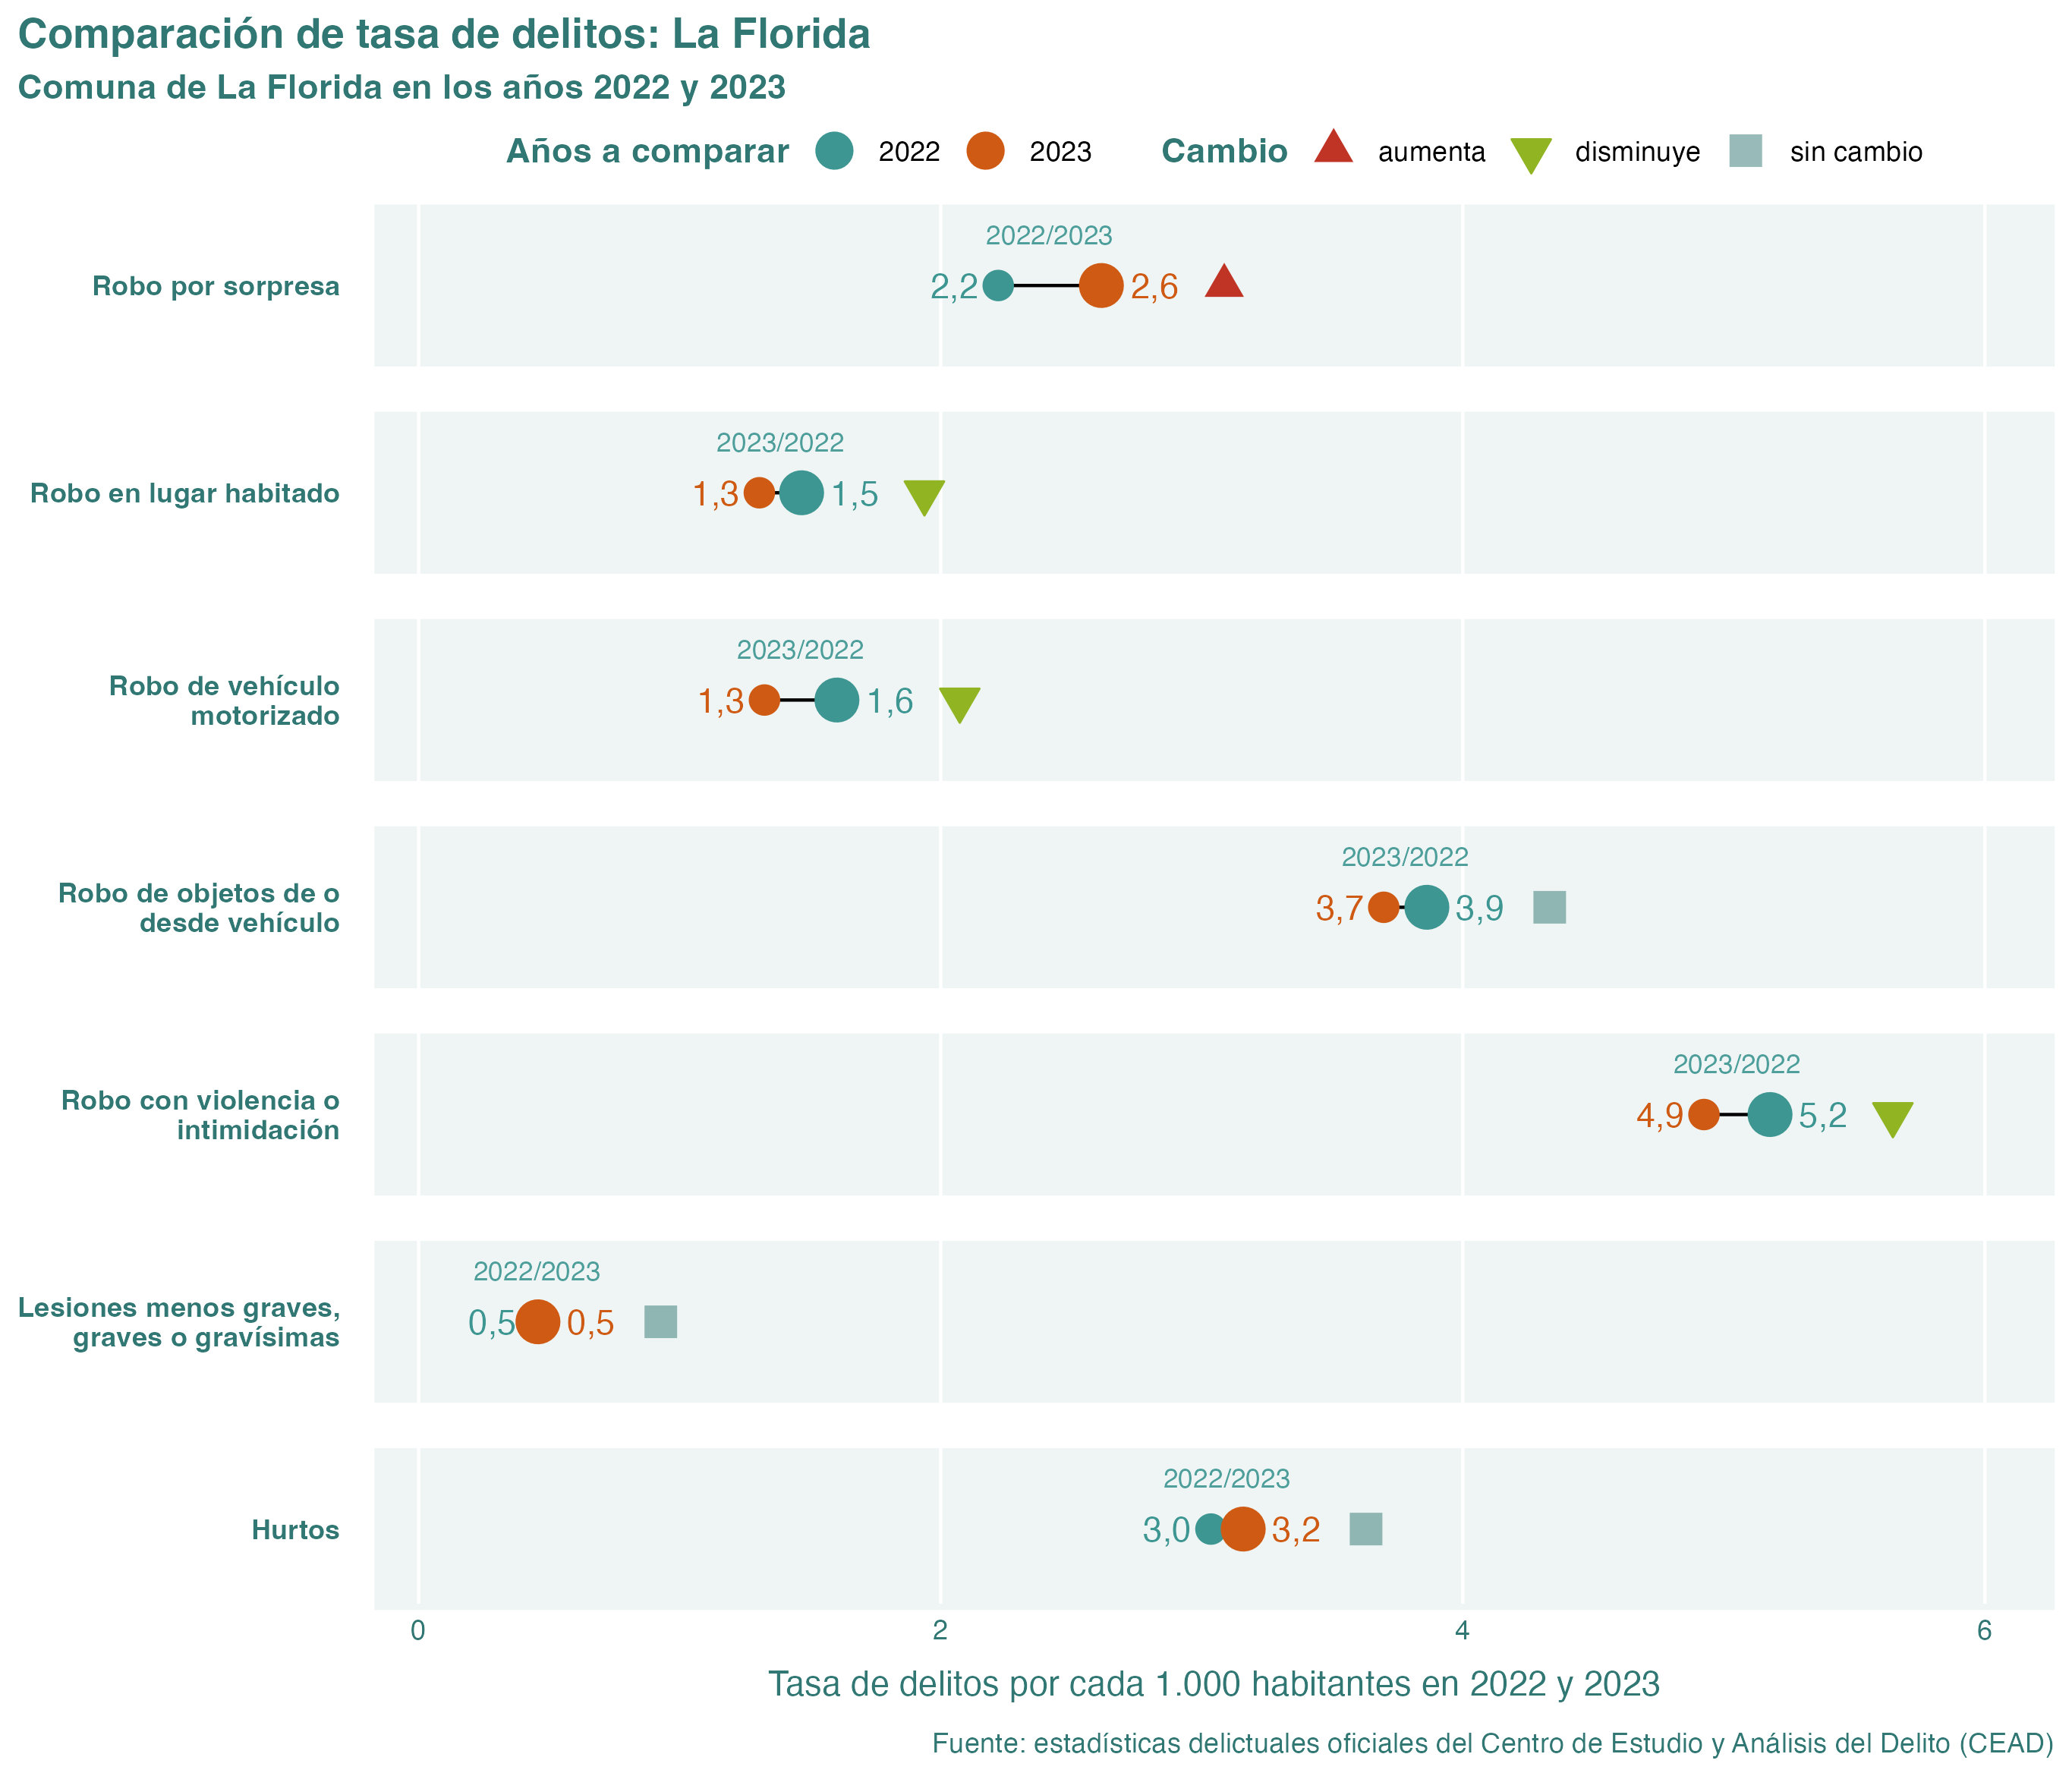 Comparación de tasa de delitos: La Florida
Comuna de La Florida en los años 2022 y 2023
Años a comparar 2022 2023 Cambio aumenta disminuye sin cambio
2022/2023
Robo por sorpresa 2,2 2,6
2023/2022
Robo en lugar habitado 1,3 1,5
2023/2022
Robo de vehículo
motorizado
1,3 1,6
2023/2022
Robo de objetos de o
desde vehículo
3,7 3,9
2023/2022
Robo con violencia o
intimidación
4,9 5,2
2022/2023
Lesiones menos graves,
graves o gravísimas
0,5 0,5
2022/2023
Hurtos 3,0 3,2
0 2 4 6
Tasa de delitos por cada 1.000 habitantes en 2022 y 2023
Fuente: estadísticas delictuales oficiales del Centro de Estudio y Análisis del Delito (CEAD)